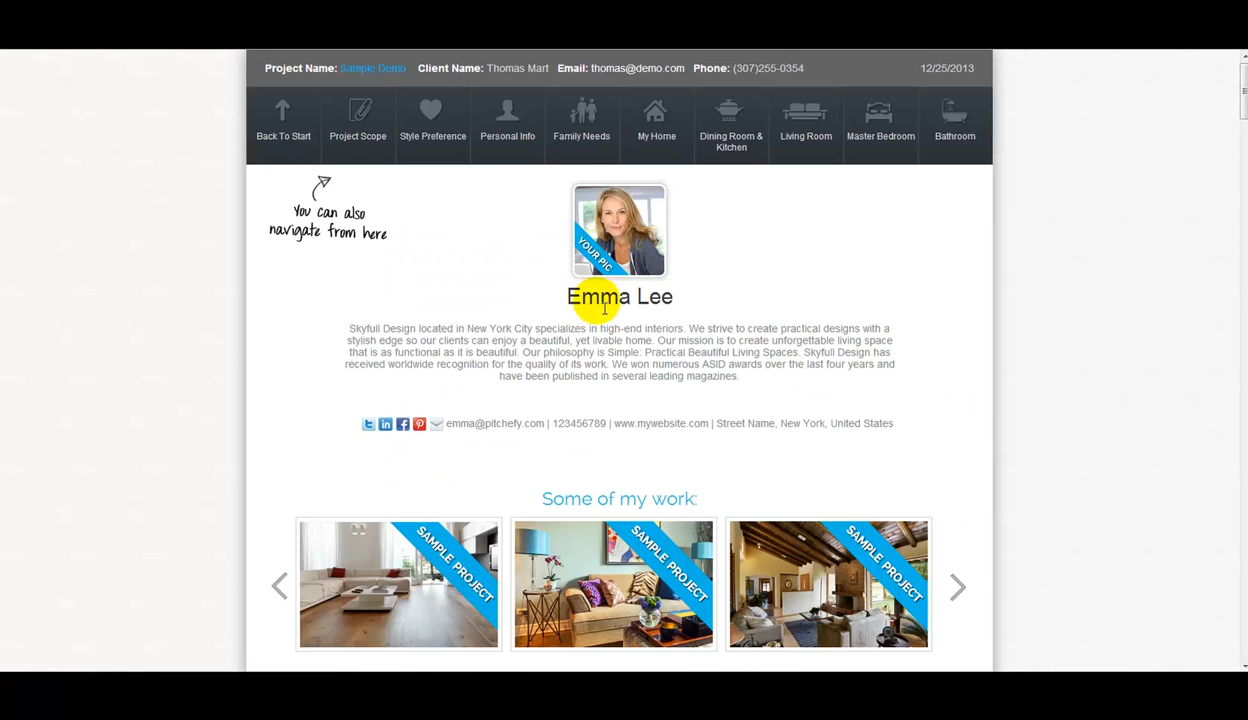 Project Name: Sample Demo Client Name: Thomas Mart Email: thomas@demo.com Phone: (307)255-0354 12/25/2013
Back To Start Project Scope Style Preference Personal Info Family Needs My Home Dining Room & Living Room Master Bedroom Bathroom
Kitchen
You can also
navigate from here
YOUR PIC
Emma Lee
Skyfull Design located in New York City specializes in high-end interiors. We strive to create practical designs with a
stylish edge so our clients can enjoy a beautiful, yet livable home. Our mission is to create unforgettable living space
that is as functional as it is beautiful. Our philosophy is Simple: Practical Beautiful Living Spaces. Skyfull Design has
received worldwide recognition for the quality of its work. We won numerous ASID awards over the last four years and
have been published in several leading magazines.
emma@pitchefy.com | 123456789 | www.mywebsite.com | Street Name, New York, United States
Some of my work:
SAMPLE PROJECT
SAMPLE PROJECT
SAMPLE PROJECT